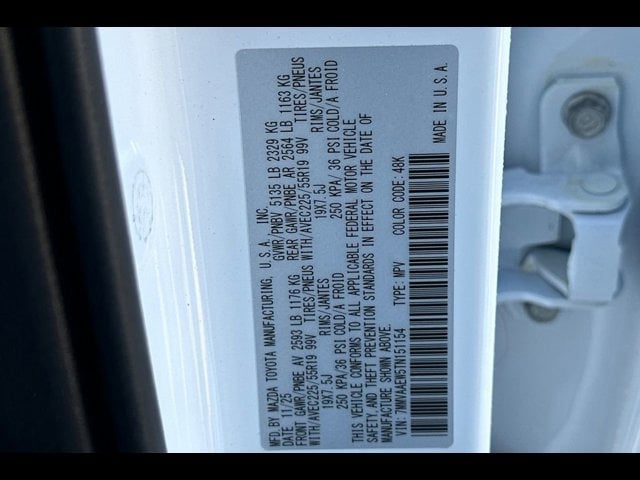 MFD.BY MAZDA TOYOTA MANUFACTURING, U.S.A. INC.
DATE 11/25 GVWR/PNBV 5135 LB 2329 KG
FRONT GAWR/PNBE AV 2593 LB 1176 KG REAR GAWR/PNBE AR 2564 LB 1163 KG
WITH/AVEC225/55R19 99V TIRES/PNEUS WITH/AVEC225/55R19 99V TIRES/PNEUS
19X7.5J RIMS/JANTES 19X7.5J RIMS/JANTES
250 KPA/ 36 PSI COLD/A FROID 250 KPA/ 36 PSI COLD/A FROID
THIS VEHICLE CONFORMS TO ALL APPLICABLE FEDERAL MOTOR VEHICLE
SAFETY, AND THEFT PREVENTION STANDARDS IN EFFECT ON THE DATE OF
MANUFACTURE SHOWN ABOVE.
VIN: 7MMVAAEW5TN151154 TYPE: MPV COLOR CODE: 48K MADE IN U.S.A.